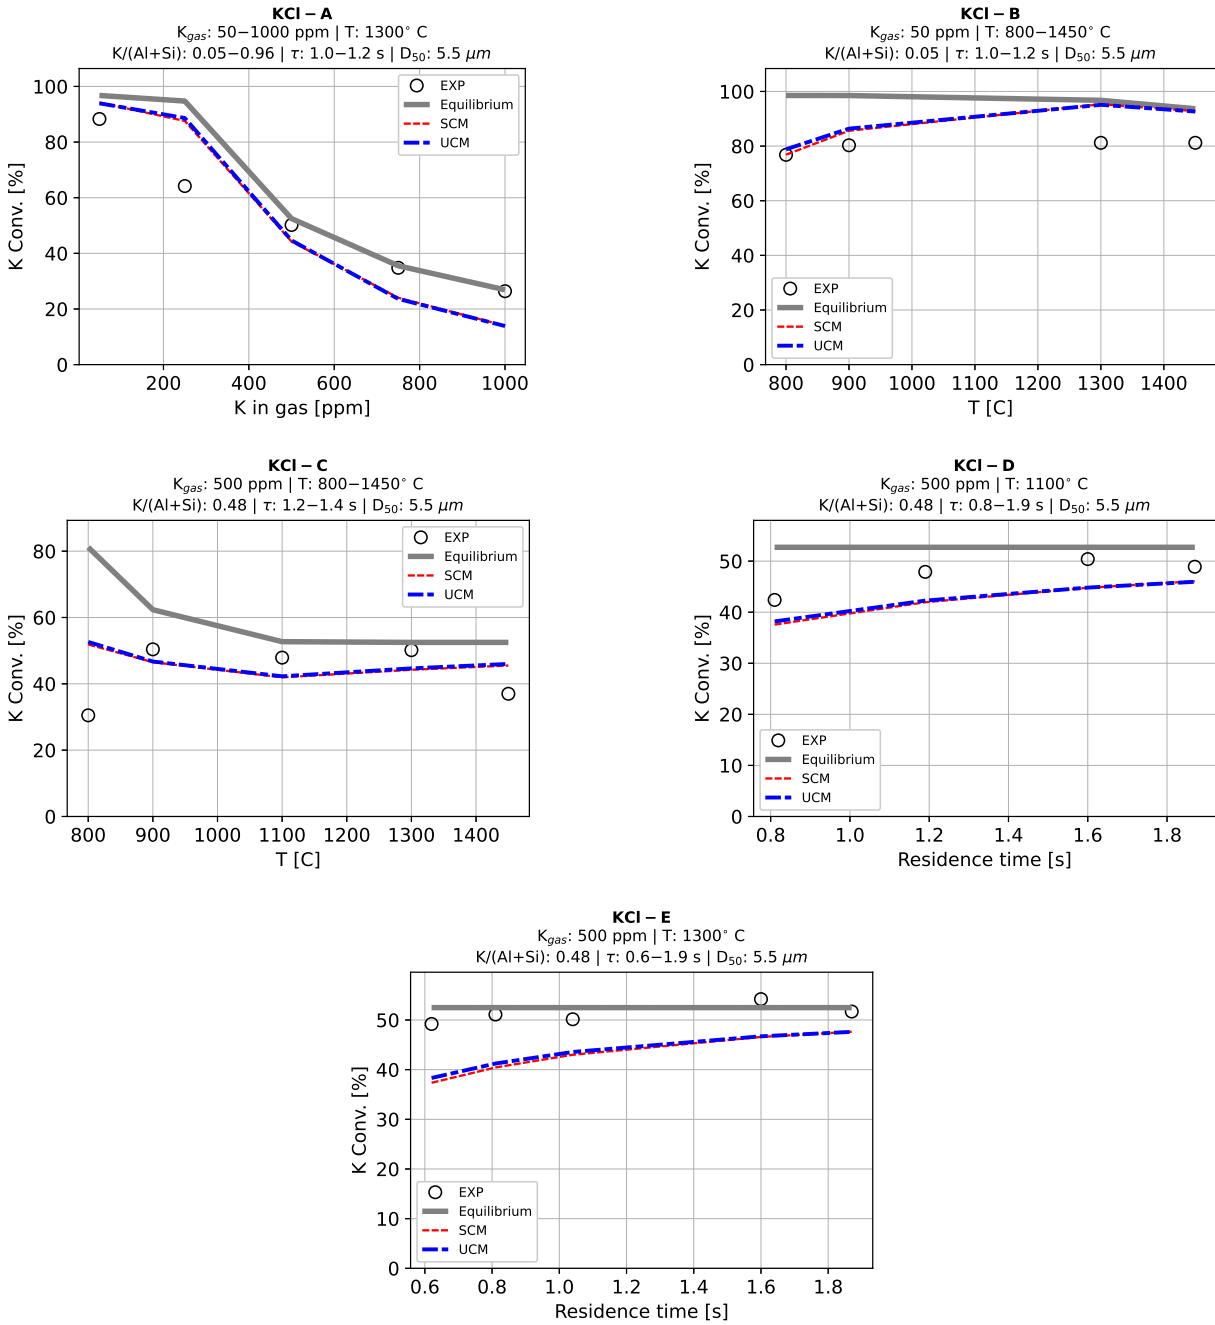 KCl − A
K_gas: 50−1000 ppm | T: 1300° C
K/(Al+Si): 0.05−0.96 | τ: 1.0−1.2 s | D₅₀: 5.5 μm
EXP
Equilibrium
SCM
UCM
100
80
60
40
20
0
K Conv. [%]
200 400 600 800 1000
K in gas [ppm]
KCl − B
K_gas: 50 ppm | T: 800−1450° C
K/(Al+Si): 0.05 | τ: 1.0−1.2 s | D₅₀: 5.5 μm
100
80
60
40
20
0
K Conv. [%]
EXP
Equilibrium
SCM
UCM
800 900 1000 1100 1200 1300 1400
T [C]
KCl − C
K_gas: 500 ppm | T: 800−1450° C
K/(Al+Si): 0.48 | τ: 1.2−1.4 s | D₅₀: 5.5 μm
EXP
Equilibrium
SCM
UCM
80
60
40
20
0
K Conv. [%]
800 900 1000 1100 1200 1300 1400
T [C]
KCl − D
K_gas: 500 ppm | T: 1100° C
K/(Al+Si): 0.48 | τ: 0.8−1.9 s | D₅₀: 5.5 μm
50
40
30
20
10
0
K Conv. [%]
EXP
Equilibrium
SCM
UCM
0.8 1.0 1.2 1.4 1.6 1.8
Residence time [s]
KCl − E
K_gas: 500 ppm | T: 1300° C
K/(Al+Si): 0.48 | τ: 0.6−1.9 s | D₅₀: 5.5 μm
50
40
30
20
10
0
K Conv. [%]
EXP
Equilibrium
SCM
UCM
0.6 0.8 1.0 1.2 1.4 1.6 1.8
Residence time [s]